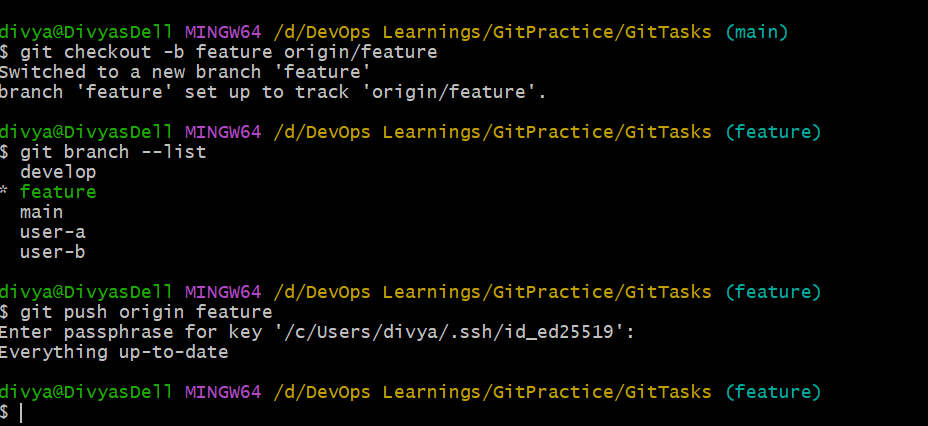 divya@DivyasDell MINGW64 /d/DevOps Learnings/GitPractice/GitTasks (main)
$ git checkout -b feature origin/feature
Switched to a new branch 'feature'
branch 'feature' set up to track 'origin/feature'.
divya@DivyasDell MINGW64 /d/DevOps Learnings/GitPractice/GitTasks (feature)
$ git branch --list
  develop
* feature
  main
  user-a
  user-b
divya@DivyasDell MINGW64 /d/DevOps Learnings/GitPractice/GitTasks (feature)
$ git push origin feature
Enter passphrase for key '/c/Users/divya/.ssh/id_ed25519':
Everything up-to-date
divya@DivyasDell MINGW64 /d/DevOps Learnings/GitPractice/GitTasks (feature)
$